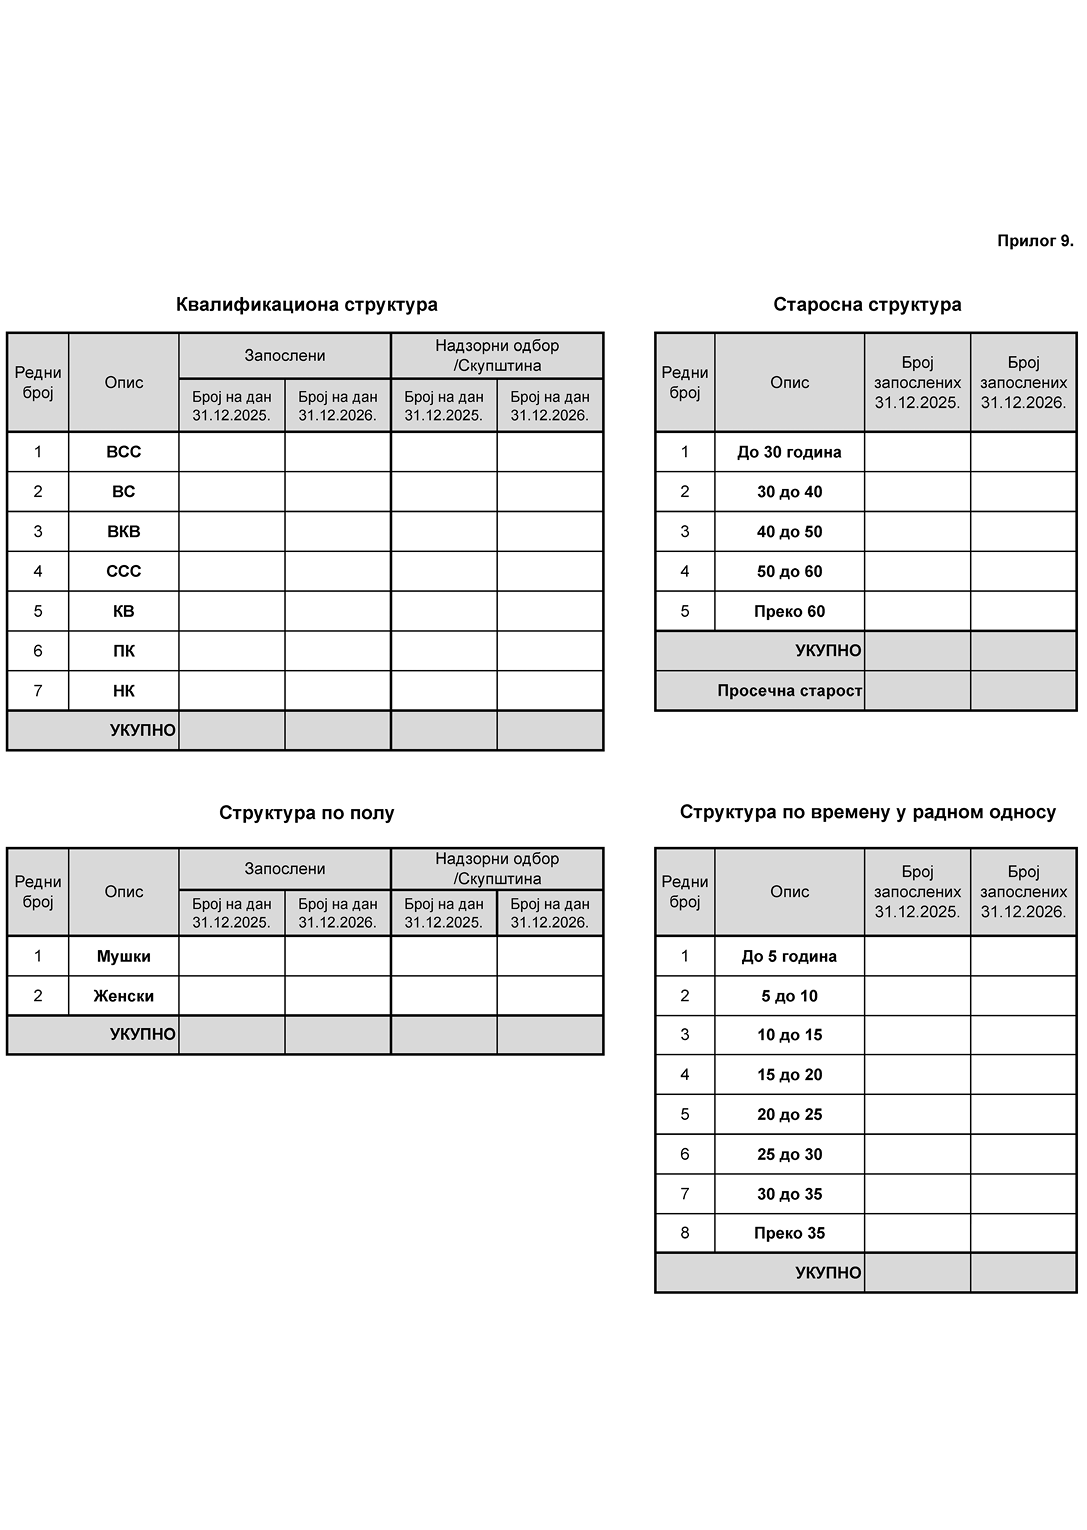 Прилог 9.
Квалификациона структура
Редни број
Опис
Запослени
Надзорни одбор
/Скупштина
Број на дан 31.12.2025.
Број на дан 31.12.2026.
Број на дан 31.12.2025.
Број на дан 31.12.2026.
1 ВСС
2 ВС
3 ВКВ
4 ССС
5 КВ
6 ПК
7 НК
УКУПНО
Старосна структура
Редни број
Опис
Број запослених 31.12.2025.
Број запослених 31.12.2026.
1 До 30 година
2 30 до 40
3 40 до 50
4 50 до 60
5 Преко 60
УКУПНО
Просечна старост
Структура по полу
Редни број
Опис
Запослени
Надзорни одбор
/Скупштина
Број на дан 31.12.2025.
Број на дан 31.12.2026.
Број на дан 31.12.2025.
Број на дан 31.12.2026.
1 Мушки
2 Женски
УКУПНО
Структура по времену у радном односу
Редни број
Опис
Број запослених 31.12.2025.
Број запослених 31.12.2026.
1 До 5 година
2 5 до 10
3 10 до 15
4 15 до 20
5 20 до 25
6 25 до 30
7 30 до 35
8 Преко 35
УКУПНО